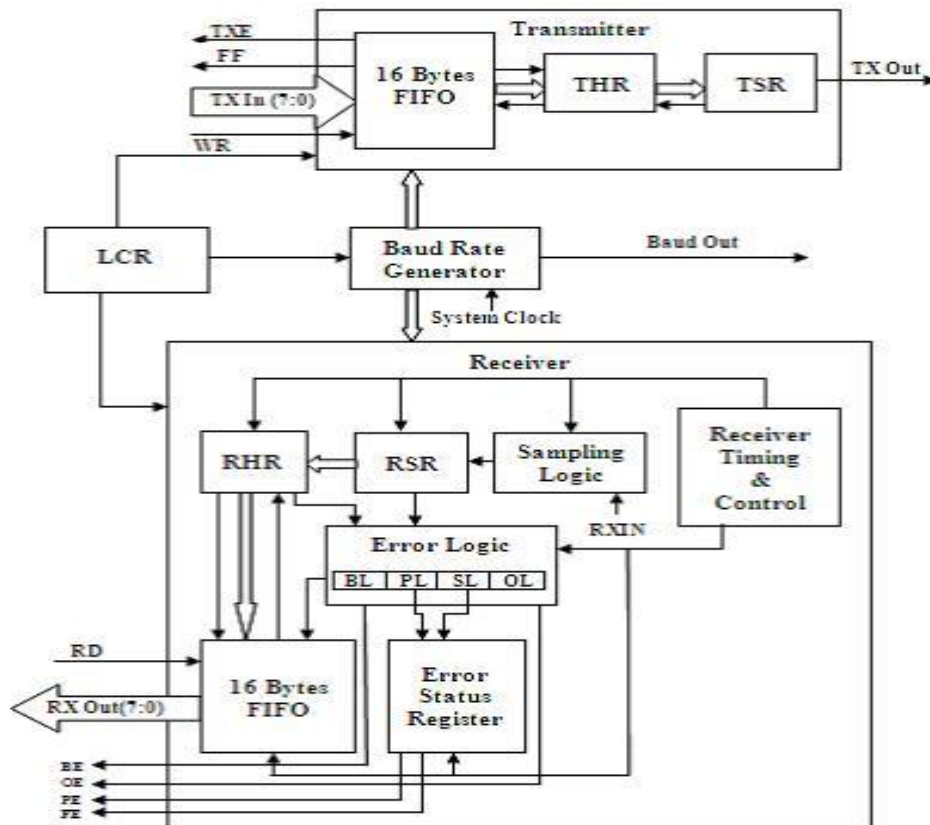 TXE
Transmitter
FF
16 Bytes
FIFO
THR
TSR
TX Out
TX In (7:0)
WR
LCR
Baud Rate
Generator
Baud Out
System Clock
Receiver
RHR
RSR
Sampling
Logic
Receiver
Timing
&
Control
RXIN
Error Logic
BL PL SL OL
RD
16 Bytes
FIFO
Error
Status
Register
RX Out(7:0)
BE
OE
PE
FE